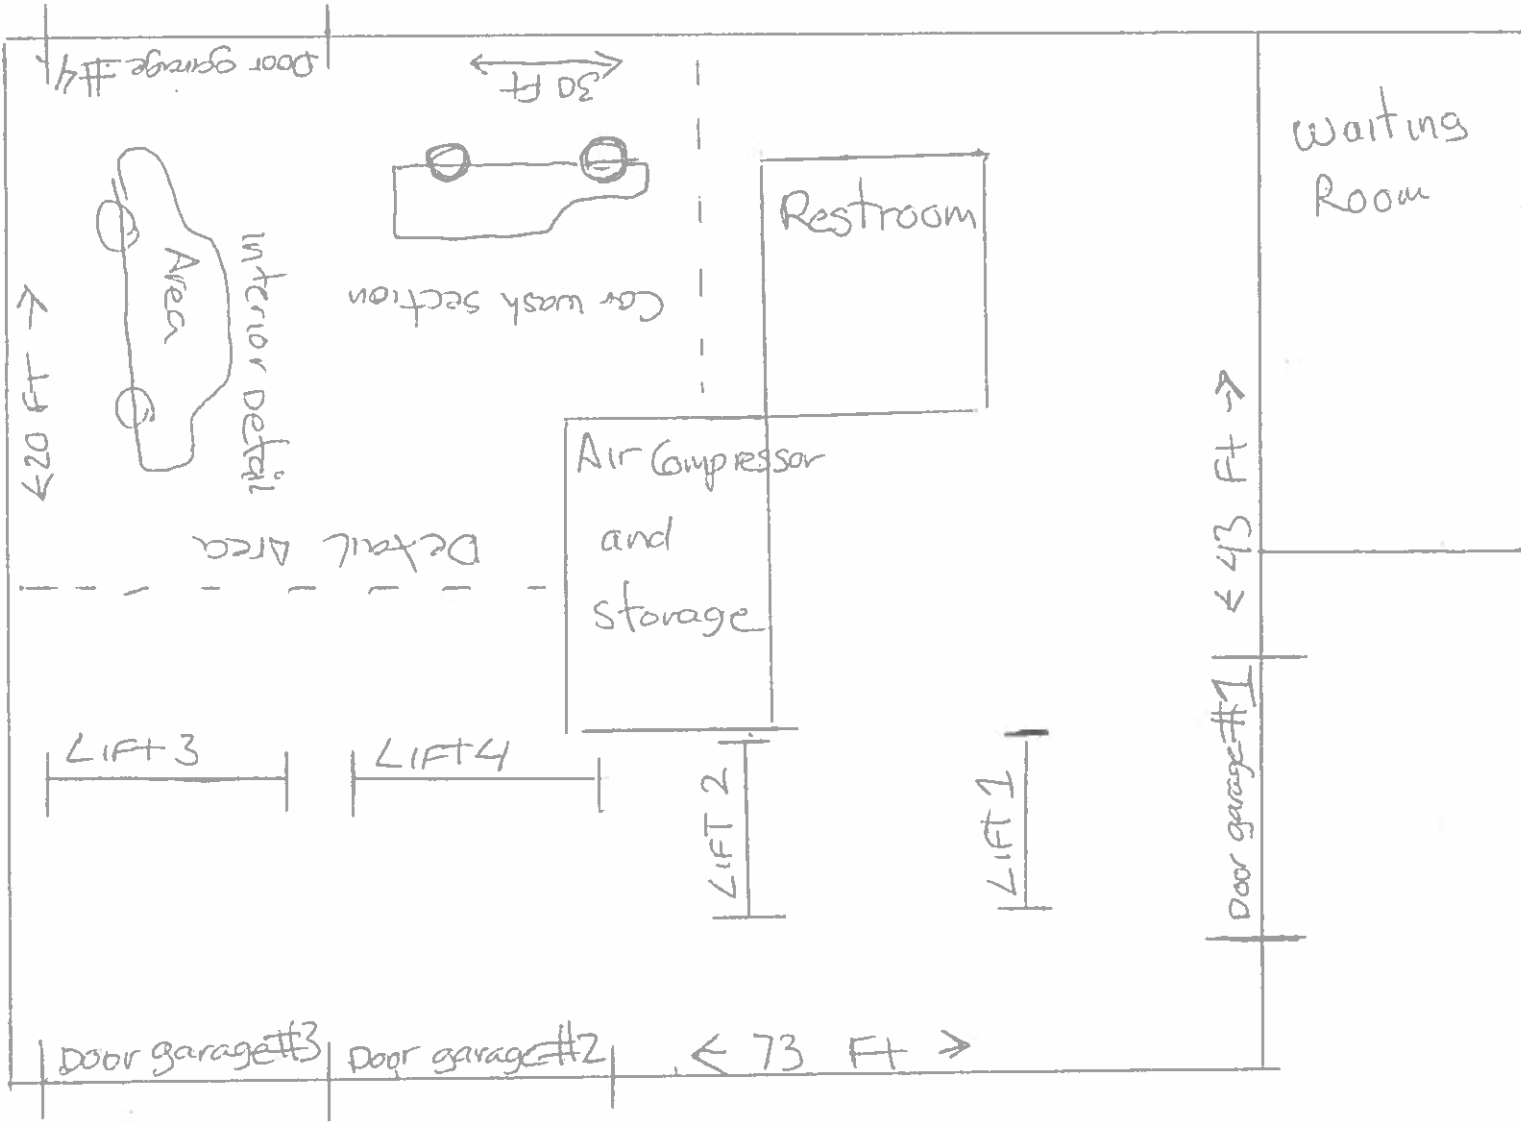 Door garage #4
30 Ft
Waiting
Room
Restroom
Interior Detail
Area
Car wash section
20 FT
Air Compressor
and
Storage
43 Ft
Detail Area
Door garage #1
LIFT 3
LIFT 4
LIFT 2
LIFT 1
Door garage #3
Door garage #2
73 Ft